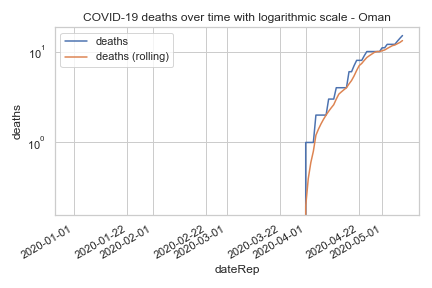 COVID-19 deaths over time with logarithmic scale - Oman
deaths
deaths (rolling)
10¹
10⁰
deaths
2020-01-01
2020-01-22
2020-02-01
2020-02-22
2020-03-01
2020-03-22
2020-04-01
2020-04-22
2020-05-01
dateRep